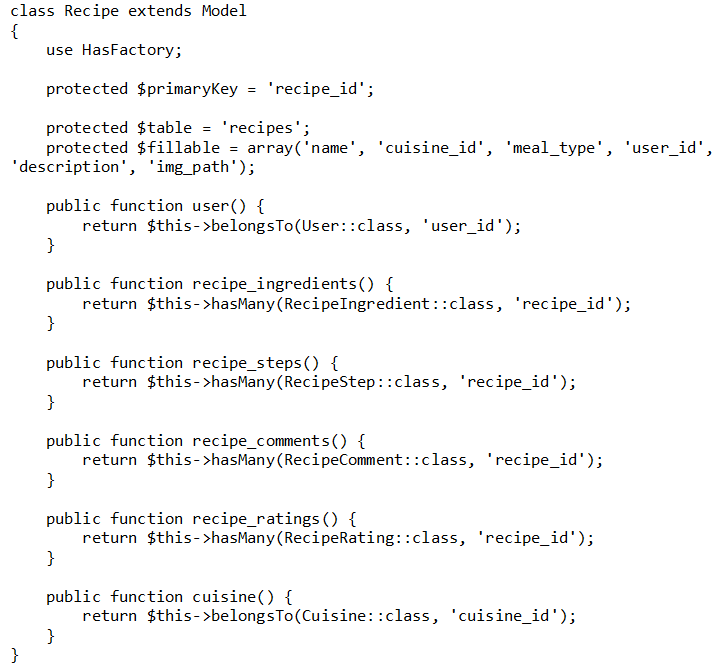 class Recipe extends Model
{
    use HasFactory;

    protected $primaryKey = 'recipe_id';

    protected $table = 'recipes';
    protected $fillable = array('name', 'cuisine_id', 'meal_type', 'user_id',
'description', 'img_path');

    public function user() {
        return $this->belongsTo(User::class, 'user_id');
    }

    public function recipe_ingredients() {
        return $this->hasMany(RecipeIngredient::class, 'recipe_id');
    }

    public function recipe_steps() {
        return $this->hasMany(RecipeStep::class, 'recipe_id');
    }

    public function recipe_comments() {
        return $this->hasMany(RecipeComment::class, 'recipe_id');
    }

    public function recipe_ratings() {
        return $this->hasMany(RecipeRating::class, 'recipe_id');
    }

    public function cuisine() {
        return $this->belongsTo(Cuisine::class, 'cuisine_id');
    }
}